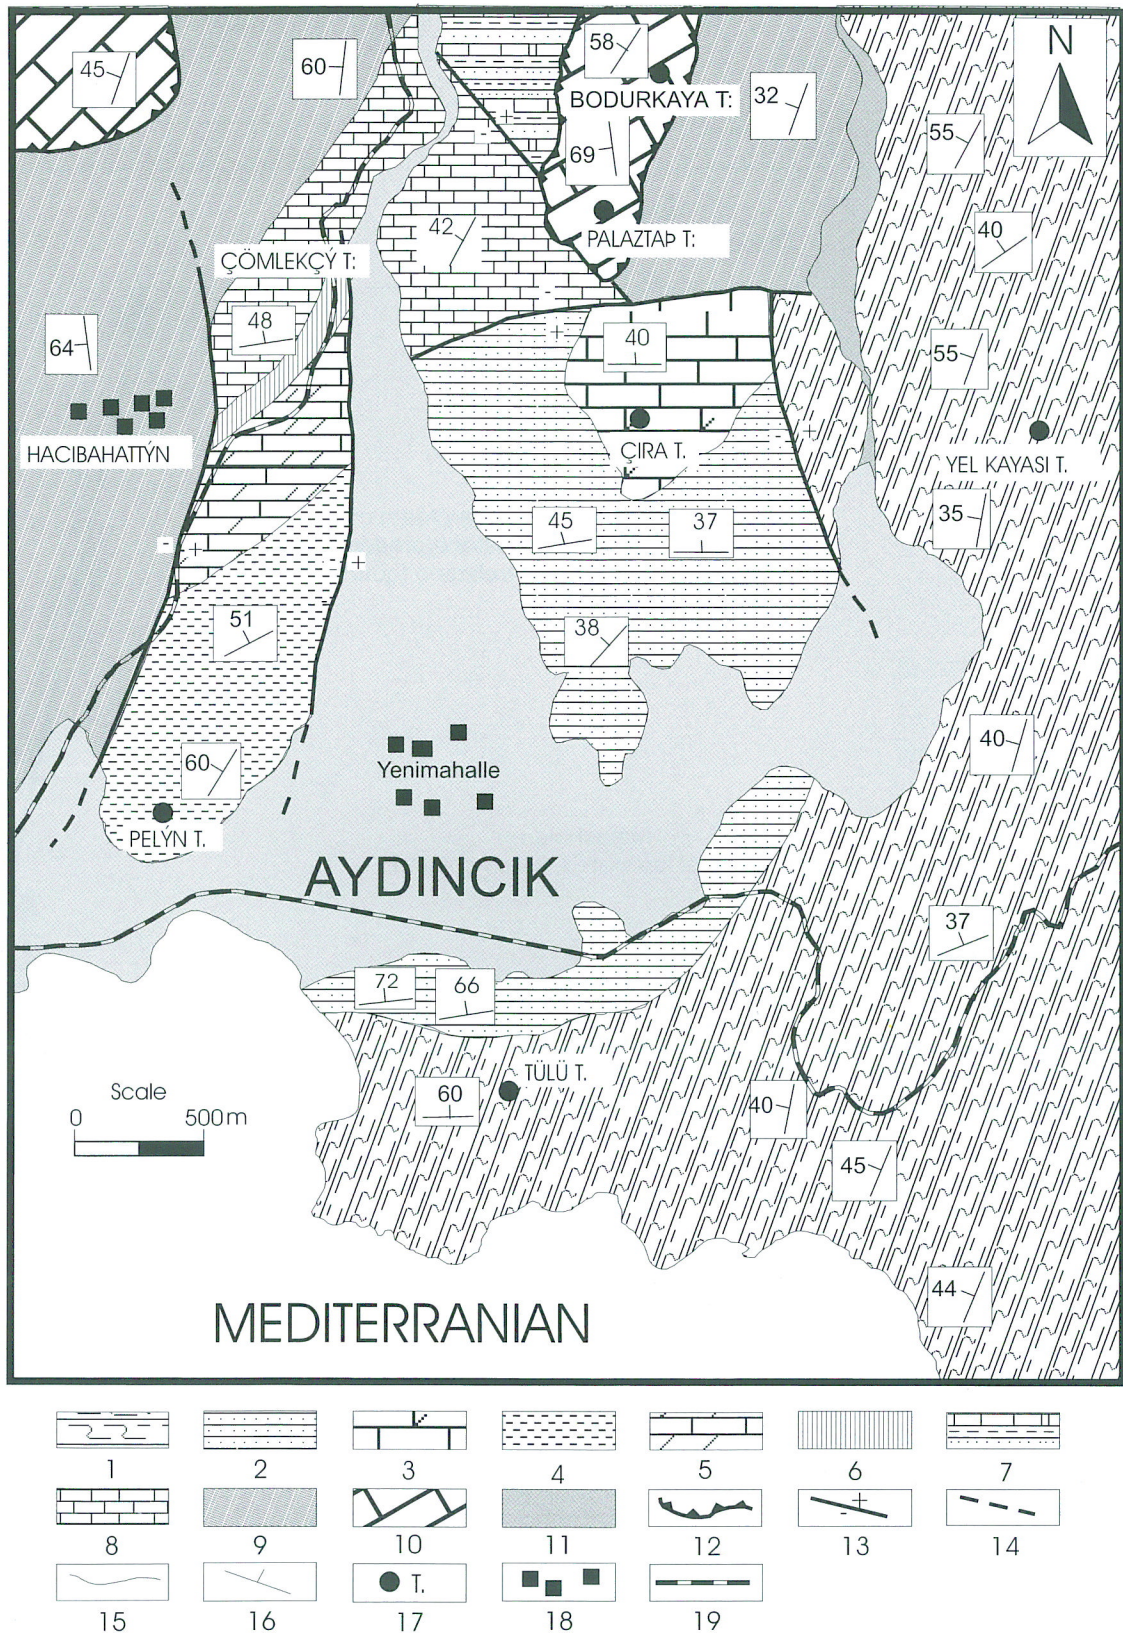 N
45
60
58
BODURKAYA T:
32
55
69
42
PALAZTAÞ T:
40
ÇÖMLEKÇÝ T:
48
64
+
-
40
55
HACIBAHATTÝN
ÇIRA T.
YEL KAYASI T.
45
37
35
- +
+
51
38
60
Yenimahalle
40
PELÝN T.
AYDINCIK
37
72
66
TÜLÜ T.
60
40
Scale
0 500m
45
44
MEDITERRANIAN
1 2 3 4 5 6 7
+
-
8 9 10 11 12 13 14
T.
15 16 17 18 19